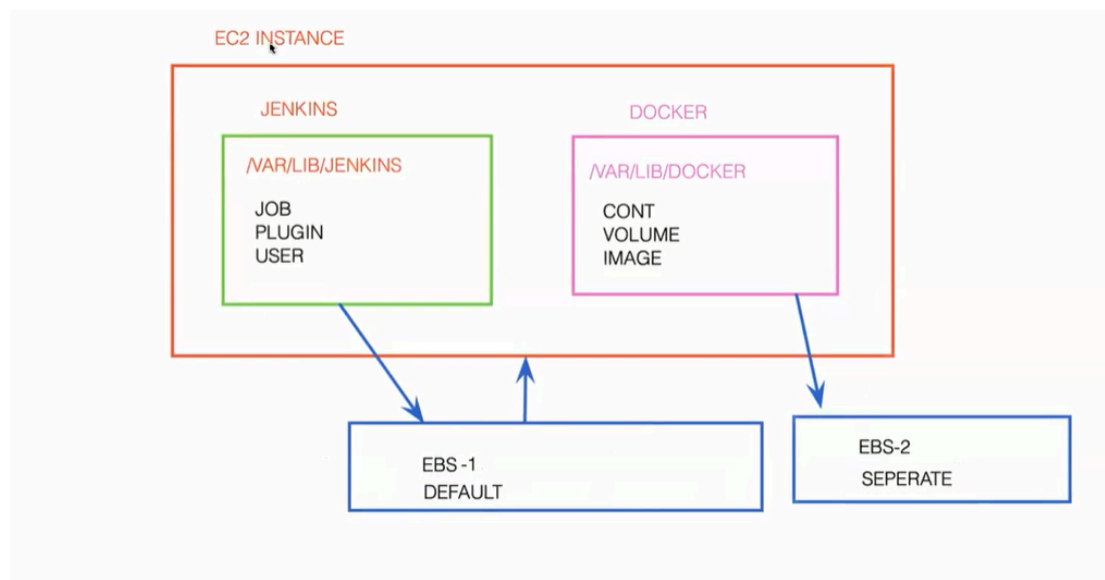 EC2 INSTANCE
JENKINS
/VAR/LIB/JENKINS
JOB
PLUGIN
USER
DOCKER
/VAR/LIB/DOCKER
CONT
VOLUME
IMAGE
EBS -1
DEFAULT
EBS-2
SEPERATE